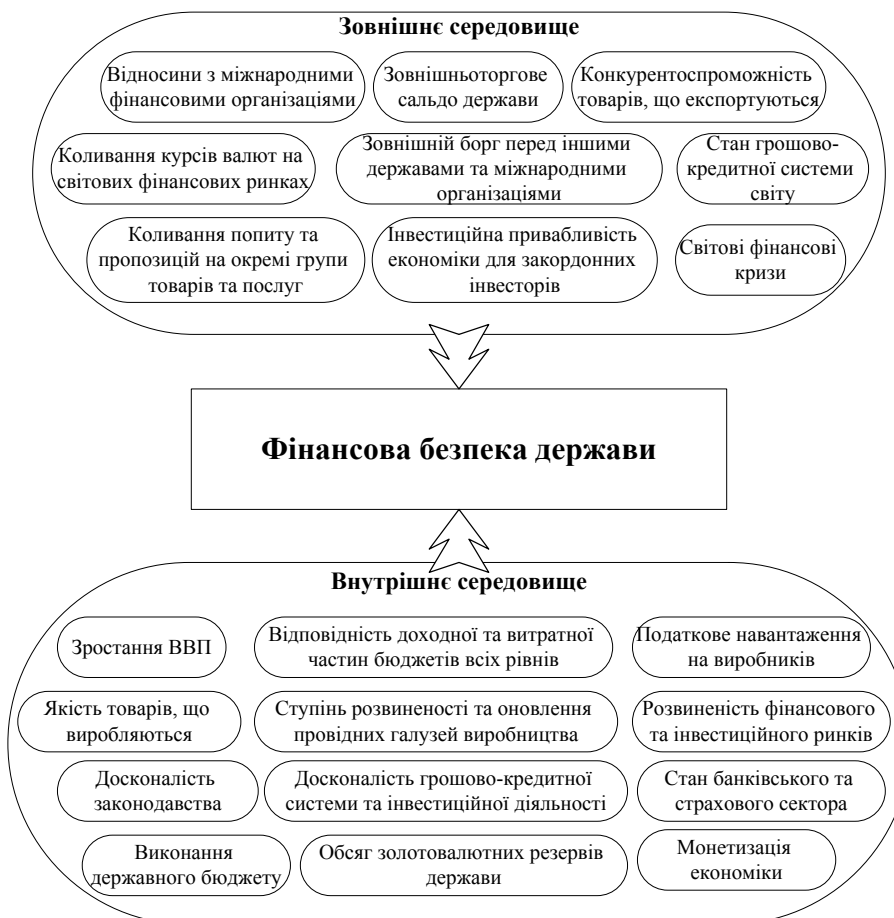 Зовнішнє середовище
Відносини з міжнародними
фінансовими організаціями
Зовнішньоторгове
сальдо держави
Конкурентоспроможність
товарів, що експортуються
Коливання курсів валют на
світових фінансових ринках
Зовнішній борг перед іншими
державами та міжнародними
організаціями
Стан грошово-
кредитної системи
світу
Коливання попиту та
пропозицій на окремі групи
товарів та послуг
Інвестиційна привабливість
економіки для закордонних
інвесторів
Світові фінансові
кризи
Фінансова безпека держави
Внутрішнє середовище
Зростання ВВП
Відповідність доходної та витратної
частин бюджетів всіх рівнів
Податкове навантаження
на виробників
Якість товарів, що
виробляються
Ступінь розвиненості та оновлення
провідних галузей виробництва
Розвиненість фінансового
та інвестиційного ринків
Досконалість
законодавства
Досконалість грошово-кредитної
системи та інвестиційної діяльності
Стан банківського та
страхового сектора
Виконання
державного бюджету
Обсяг золотовалютних резервів
держави
Монетизація
економіки